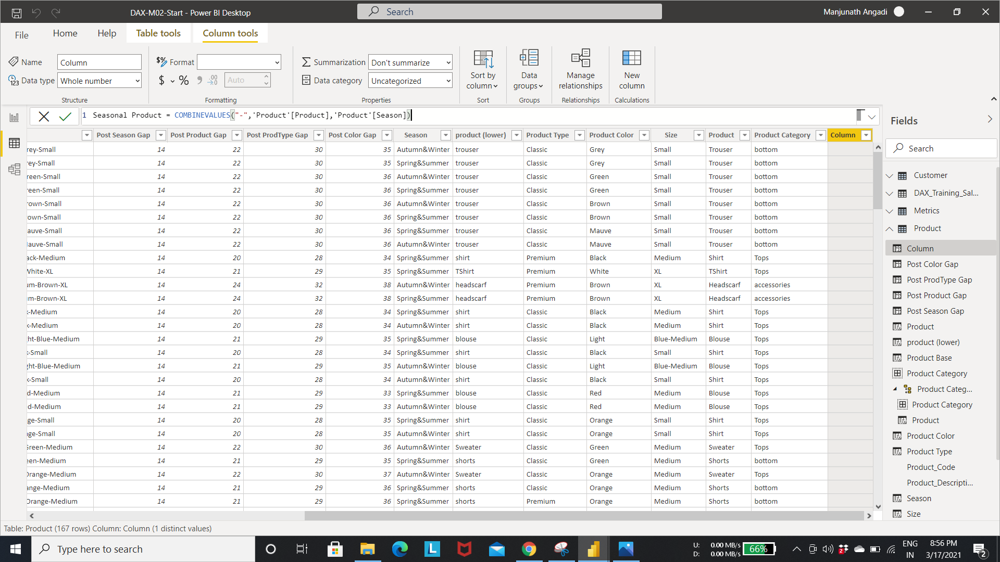 DAX-M02-Start - Power BI Desktop
Search
Manjunath Angadi
File
Home
Help
Table tools
Column tools
Name
Column
Data type
Whole number
Structure
Format
$ % 9 .00
Auto
Formatting
Summarization
Don't summarize
Data category
Uncategorized
Properties
Sort by
column
Sort
Data
groups
Groups
Manage
relationships
Relationships
New
column
Calculations
1 Seasonal Product = COMBINEVALUES("-",'Product'[Product],'Product'[Season])
Post Season Gap Post Product Gap Post ProdType Gap Post Color Gap Season product (lower) Product Type Product Color Size Product Product Category Column
rey-Small 14 22 30 35 Autumn&Winter trouser Classic Grey Small Trouser bottom
rey-Small 14 22 30 35 Spring&Summer trouser Classic Grey Small Trouser bottom
reen-Small 14 22 30 36 Autumn&Winter trouser Classic Green Small Trouser bottom
reen-Small 14 22 30 36 Spring&Summer trouser Classic Green Small Trouser bottom
rown-Small 14 22 30 36 Autumn&Winter trouser Classic Brown Small Trouser bottom
rown-Small 14 22 30 36 Spring&Summer trouser Classic Brown Small Trouser bottom
auve-Small 14 22 30 36 Spring&Summer trouser Classic Mauve Small Trouser bottom
Mauve-Small 14 22 30 36 Autumn&Winter trouser Classic Mauve Small Trouser bottom
ack-Medium 14 20 28 34 Spring&Summer shirt Premium Black Medium Shirt Tops
White-XL 14 21 29 35 Spring&Summer TShirt Premium White XL TShirt Tops
um-Brown-XL 14 24 32 38 Autumn&Winter headscarf Premium Brown XL Headscarf accessories
um-Brown-XL 14 24 32 38 Spring&Summer headscarf Premium Brown XL Headscarf accessories
k-Medium 14 20 28 34 Spring&Summer shirt Classic Black Medium Shirt Tops
k-Medium 14 20 28 34 Autumn&Winter shirt Classic Black Medium Shirt Tops
ht-Blue-Medium 14 21 29 35 Spring&Summer blouse Classic Light Blue-Medium Blouse Tops
k-Small 14 20 28 34 Spring&Summer shirt Classic Black Small Shirt Tops
ght-Blue-Medium 14 21 29 35 Autumn&Winter blouse Classic Light Blue-Medium Blouse Tops
k-Small 14 20 28 34 Autumn&Winter shirt Classic Black Small Shirt Tops
d-Medium 14 21 29 33 Spring&Summer blouse Classic Red Medium Blouse Tops
d-Medium 14 21 29 33 Autumn&Winter blouse Classic Red Medium Blouse Tops
ge-Small 14 20 28 35 Spring&Summer shirt Classic Orange Small Shirt Tops
nge-Small 14 20 28 35 Autumn&Winter shirt Classic Orange Small Shirt Tops
Green-Medium 14 22 30 36 Autumn&Winter Sweater Classic Green Medium Sweater Tops
een-Medium 14 21 29 35 Spring&Summer shorts Classic Green Medium Shorts bottom
Orange-Medium 14 22 30 37 Autumn&Winter Sweater Classic Orange Medium Sweater Tops
ange-Medium 14 21 29 36 Spring&Summer shorts Classic Orange Medium Shorts bottom
Orange-Medium 14 21 29 36 Spring&Summer shorts Premium Orange Medium Shorts bottom
Table: Product (167 rows) Column: Column (1 distinct values)
Fields
Search
Customer
DAX_Training_Sal...
Metrics
Product
Column
Post Color Gap
Post ProdType Gap
Post Product Gap
Post Season Gap
Product
product (lower)
Product Base
Product Category
Product Categ...
Product Category
Product
Product Color
Product Type
Product_Code
Product_Descripti...
Season
Size
Type here to search
U: 0.00 MB/s
D: 0.00 MB/s
66%
ENG
IN
8:56 PM
3/17/2021
2